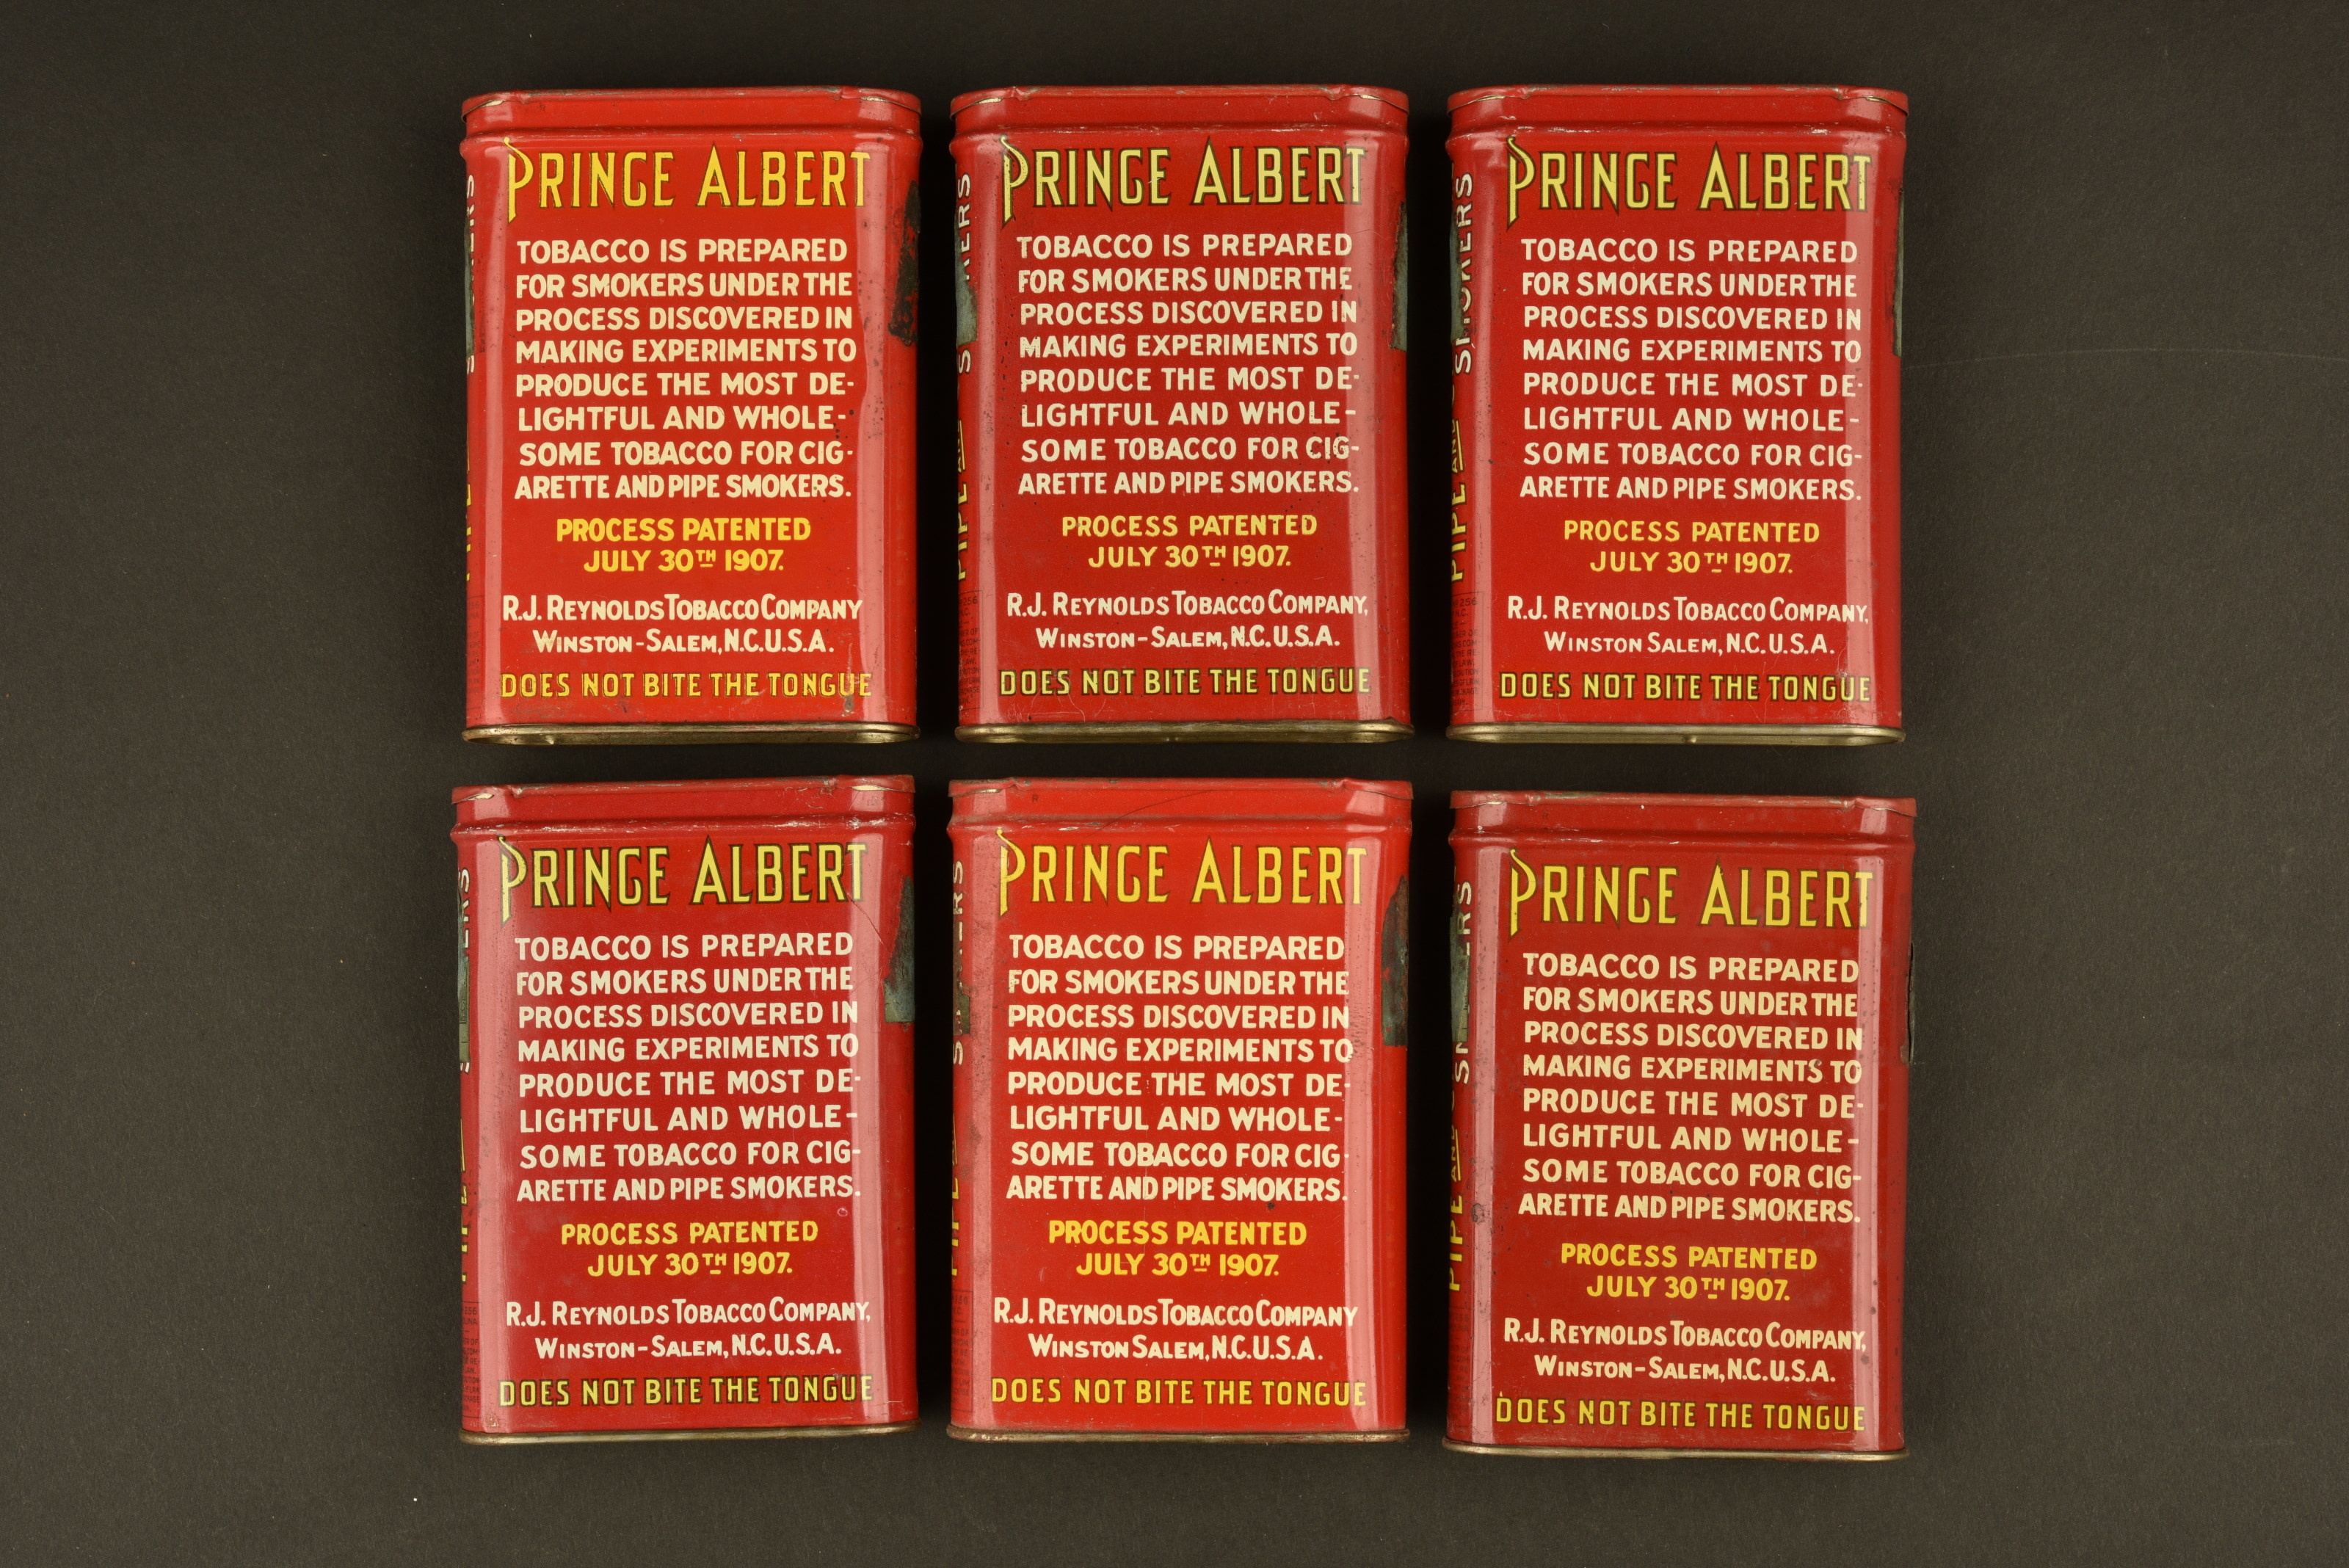 PRINCE ALBERT
TOBACCO IS PREPARED
FOR SMOKERS UNDER THE
PROCESS DISCOVERED IN
MAKING EXPERIMENTS TO
PRODUCE THE MOST DE-
LIGHTFUL AND WHOLE-
SOME TOBACCO FOR CIG-
ARETTE AND PIPE SMOKERS.
PROCESS PATENTED
JULY 30TH 1907.
R.J. REYNOLDS TOBACCO COMPANY
WINSTON-SALEM, N.C. U.S.A.
DOES NOT BITE THE TONGUE
PRINCE ALBERT
TOBACCO IS PREPARED
FOR SMOKERS UNDER THE
PROCESS DISCOVERED IN
MAKING EXPERIMENTS TO
PRODUCE THE MOST DE-
LIGHTFUL AND WHOLE-
SOME TOBACCO FOR CIG-
ARETTE AND PIPE SMOKERS.
PROCESS PATENTED
JULY 30TH 1907.
R.J. REYNOLDS TOBACCO COMPANY,
WINSTON-SALEM, N.C. U.S.A.
DOES NOT BITE THE TONGUE
PIPE AND
PRINCE ALBERT
TOBACCO IS PREPARED
FOR SMOKERS UNDER THE
PROCESS DISCOVERED IN
MAKING EXPERIMENTS TO
PRODUCE THE MOST DE-
LIGHTFUL AND WHOLE-
SOME TOBACCO FOR CIG-
ARETTE AND PIPE SMOKERS.
PROCESS PATENTED
JULY 30TH 1907.
R.J. REYNOLDS TOBACCO COMPANY,
WINSTON SALEM, N.C. U.S.A.
DOES NOT BITE THE TONGUE
PIPE AND
SMOKERS
PRINCE ALBERT
TOBACCO IS PREPARED
FOR SMOKERS UNDER THE
PROCESS DISCOVERED IN
MAKING EXPERIMENTS TO
PRODUCE THE MOST DE-
LIGHTFUL AND WHOLE-
SOME TOBACCO FOR CIG-
ARETTE AND PIPE SMOKERS.
PROCESS PATENTED
JULY 30TH 1907.
R.J. REYNOLDS TOBACCO COMPANY,
WINSTON-SALEM, N.C. U.S.A.
DOES NOT BITE THE TONGUE
PRINCE ALBERT
TOBACCO IS PREPARED
FOR SMOKERS UNDER THE
PROCESS DISCOVERED IN
MAKING EXPERIMENTS TO
PRODUCE THE MOST DE-
LIGHTFUL AND WHOLE-
SOME TOBACCO FOR CIG-
ARETTE AND PIPE SMOKERS.
PROCESS PATENTED
JULY 30TH 1907.
R.J. REYNOLDS TOBACCO COMPANY
WINSTON SALEM, N.C. U.S.A.
DOES NOT BITE THE TONGUE
PRINCE ALBERT
TOBACCO IS PREPARED
FOR SMOKERS UNDER THE
PROCESS DISCOVERED IN
MAKING EXPERIMENTS TO
PRODUCE THE MOST DE-
LIGHTFUL AND WHOLE-
SOME TOBACCO FOR CIG-
ARETTE AND PIPE SMOKERS.
PROCESS PATENTED
JULY 30TH 1907.
R.J. REYNOLDS TOBACCO COMPANY,
WINSTON-SALEM, N.C. U.S.A.
DOES NOT BITE THE TONGUE
PIPE AND